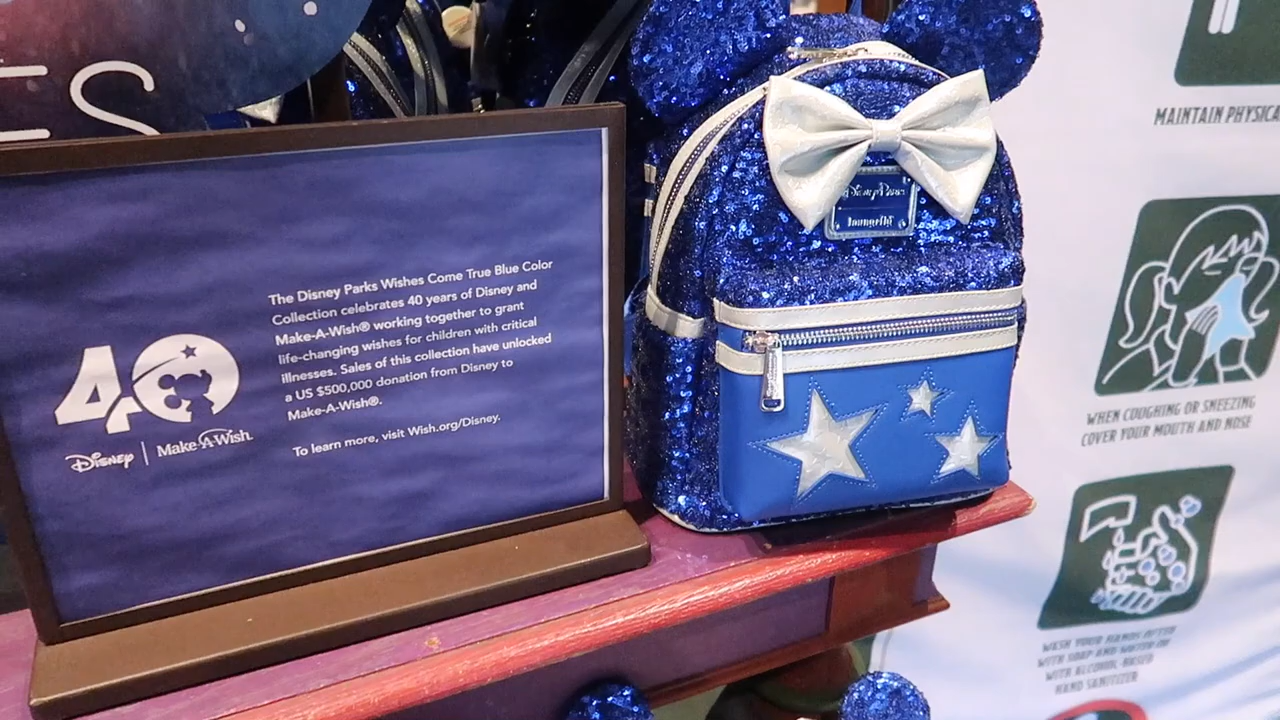 ES
The Disney Parks Wishes Come True Blue Color
Collection celebrates 40 years of Disney and
Make-A-Wish® working together to grant
life-changing wishes for children with critical
illnesses. Sales of this collection have unlocked
a US $500,000 donation from Disney to
Make-A-Wish®.
To learn more, visit Wish.org/Disney.
40
Disney | Make-A-Wish.
Disney Parks
Loungefly
MAINTAIN PHYSICA
WHEN COUGHING OR SNEEZING
COVER YOUR MOUTH AND NOSE
WASH YOUR HANDS OFTEN
WITH SOAP AND WATER OR
WITH ALCOHOL-BASED
HAND SANITIZER